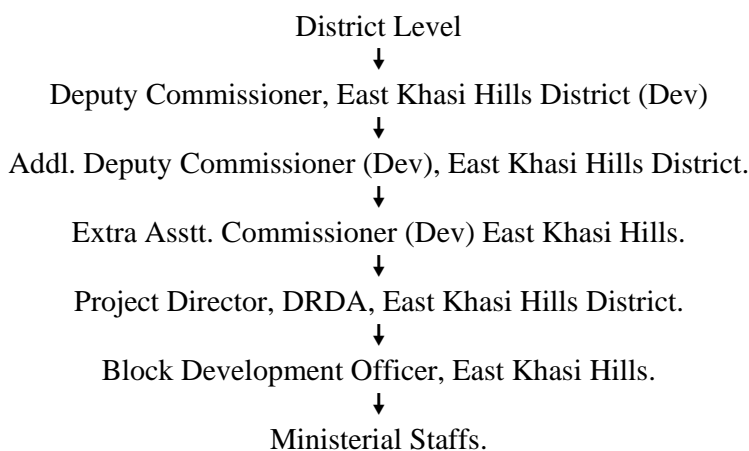 District Level
Deputy Commissioner, East Khasi Hills District (Dev)
Addl. Deputy Commissioner (Dev), East Khasi Hills District.
Extra Asstt. Commissioner (Dev) East Khasi Hills.
Project Director, DRDA, East Khasi Hills District.
Block Development Officer, East Khasi Hills.
Ministerial Staffs.